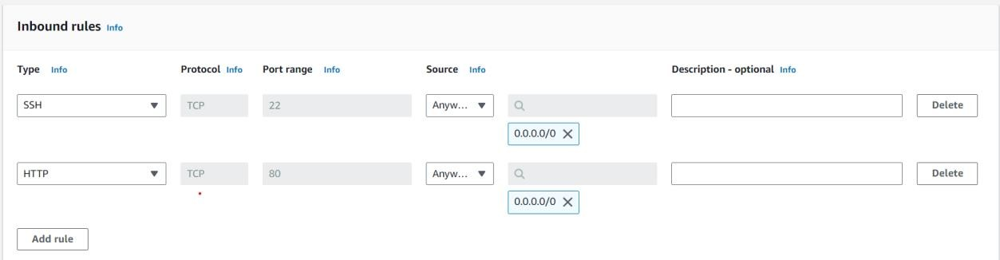 Inbound rules Info
Type Info Protocol Info Port range Info Source Info Description - optional Info
SSH TCP 22 Anyw... Delete
0.0.0.0/0
HTTP TCP 80 Anyw... Delete
0.0.0.0/0
Add rule